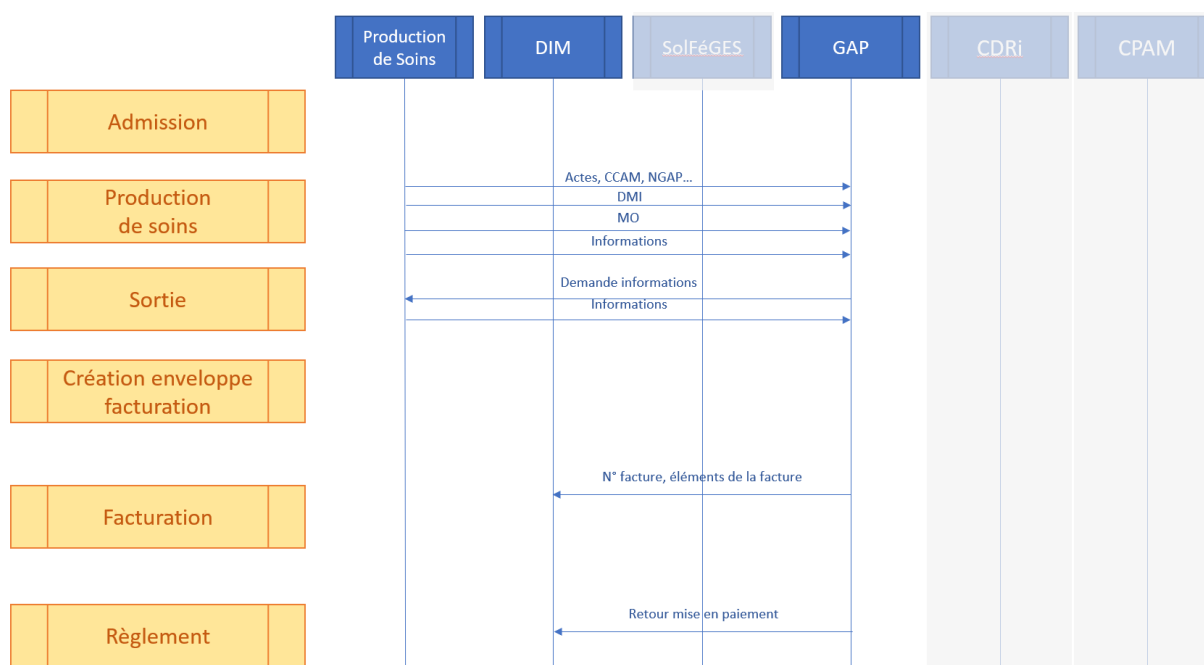 Production
de Soins
DIM
SolFéGES
GAP
CDRi
CPAM
Admission
Actes, CCAM, NGAP...
DMI
Production
de soins
MO
Informations
Demande informations
Sortie
Informations
Création enveloppe
facturation
N° facture, éléments de la facture
Facturation
Retour mise en paiement
Règlement